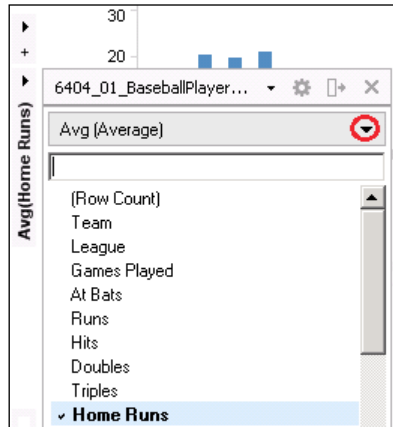 30
20
Avg(Home Runs)
6404_01_BaseballPlayer...
Avg (Average)
(Row Count)
Team
League
Games Played
At Bats
Runs
Hits
Doubles
Triples
Home Runs